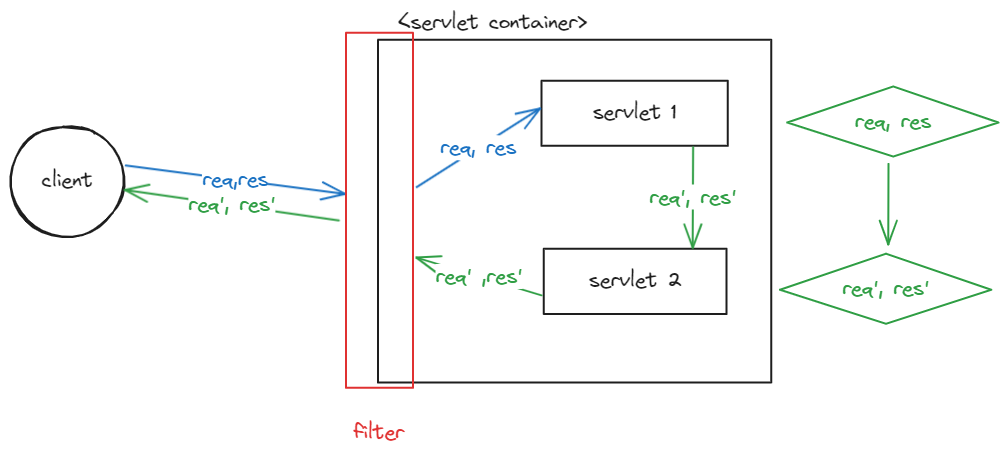 <servlet container>
servlet 1
req, res
req, res
client
req,res
req', res'
req', res'
servlet 2
req' ,res'
req', res'
filter